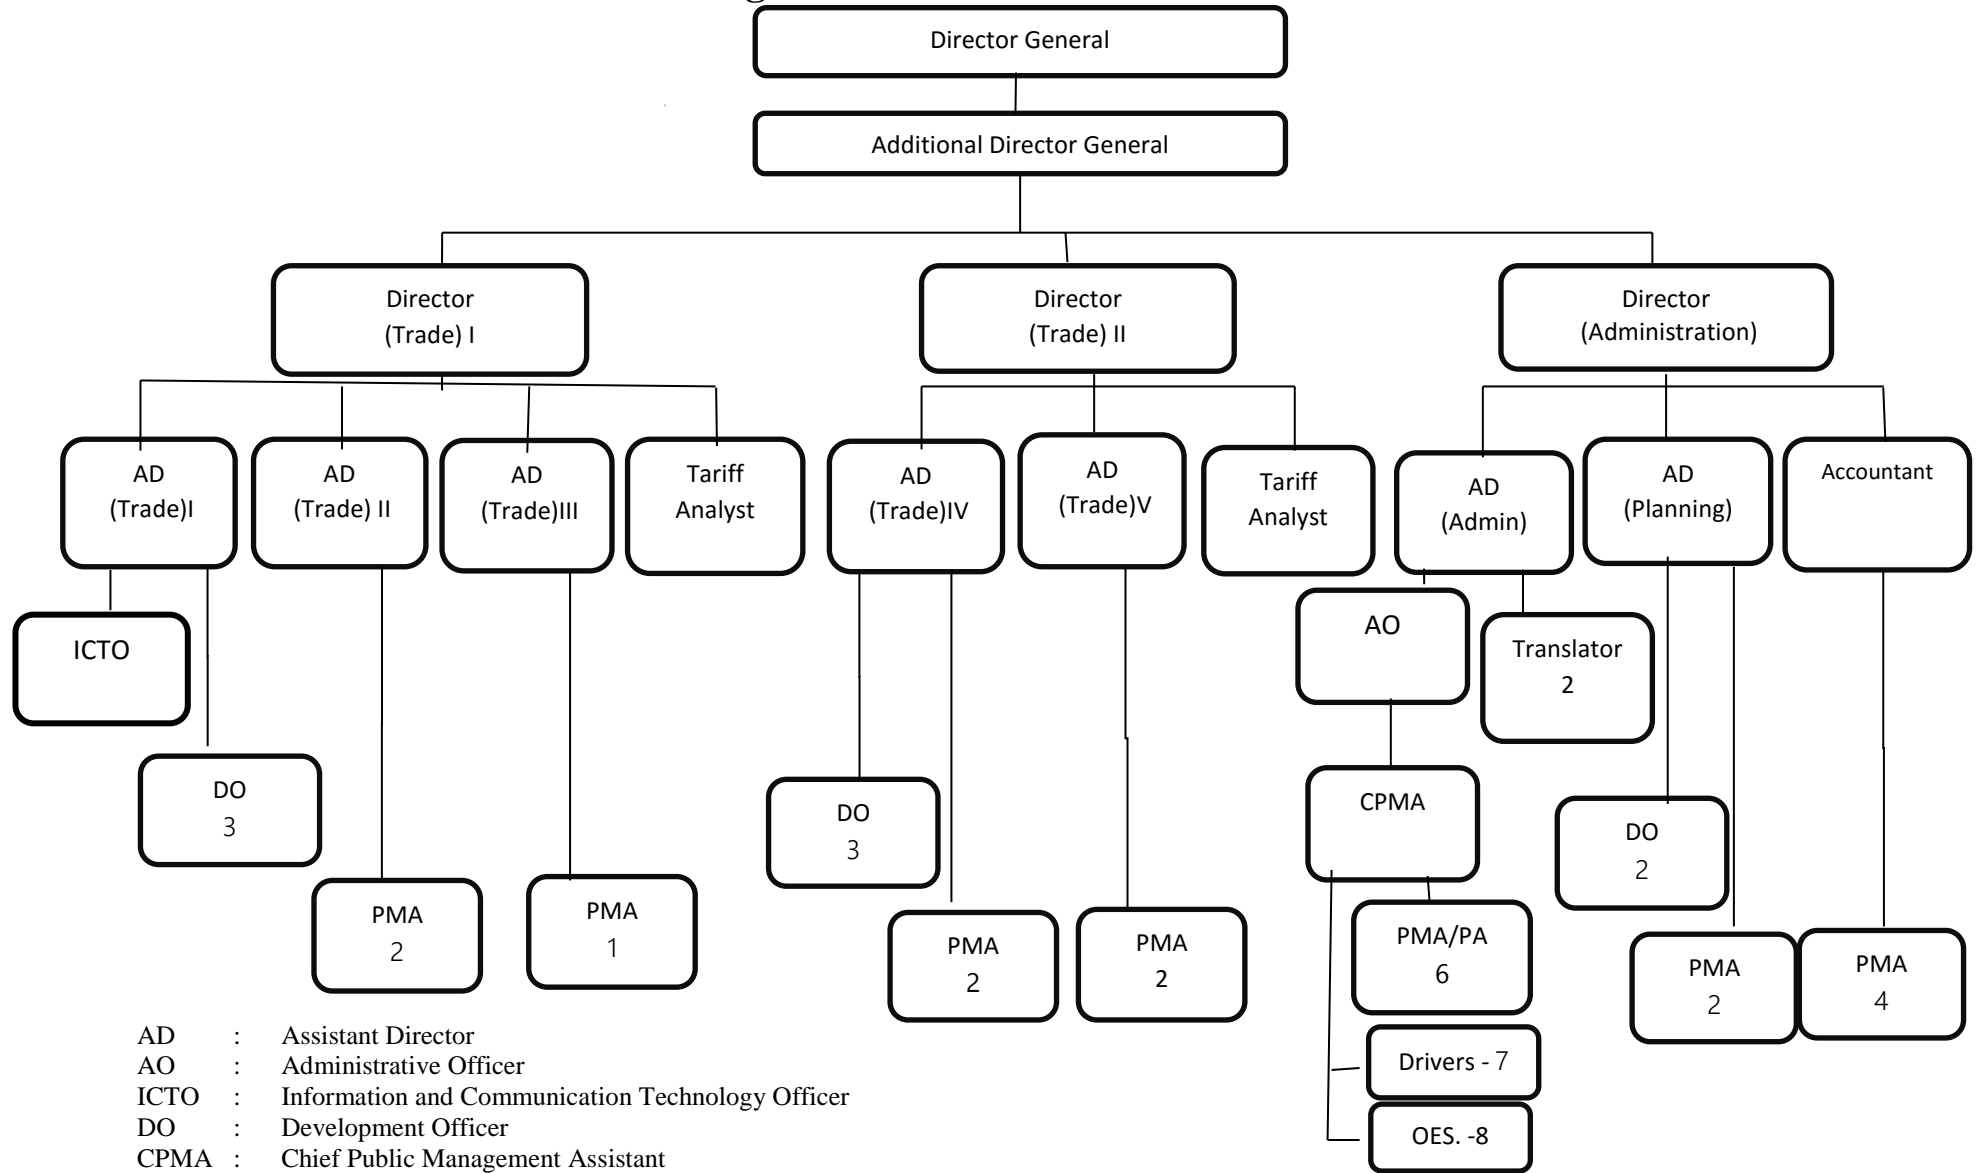 Director General
Additional Director General
Director
(Trade) I
Director
(Trade) II
Director
(Administration)
AD
(Trade)I
AD
(Trade) II
AD
(Trade)III
Tariff
Analyst
AD
(Trade)IV
AD
(Trade)V
Tariff
Analyst
AD
(Admin)
AD
(Planning)
Accountant
ICTO
AO
Translator
2
DO
3
DO
3
CPMA
DO
2
PMA
2
PMA
1
PMA
2
PMA
2
PMA/PA
6
PMA
2
PMA
4
Drivers - 7
OES. -8
AD : Assistant Director
AO : Administrative Officer
ICTO : Information and Communication Technology Officer
DO : Development Officer
CPMA : Chief Public Management Assistant